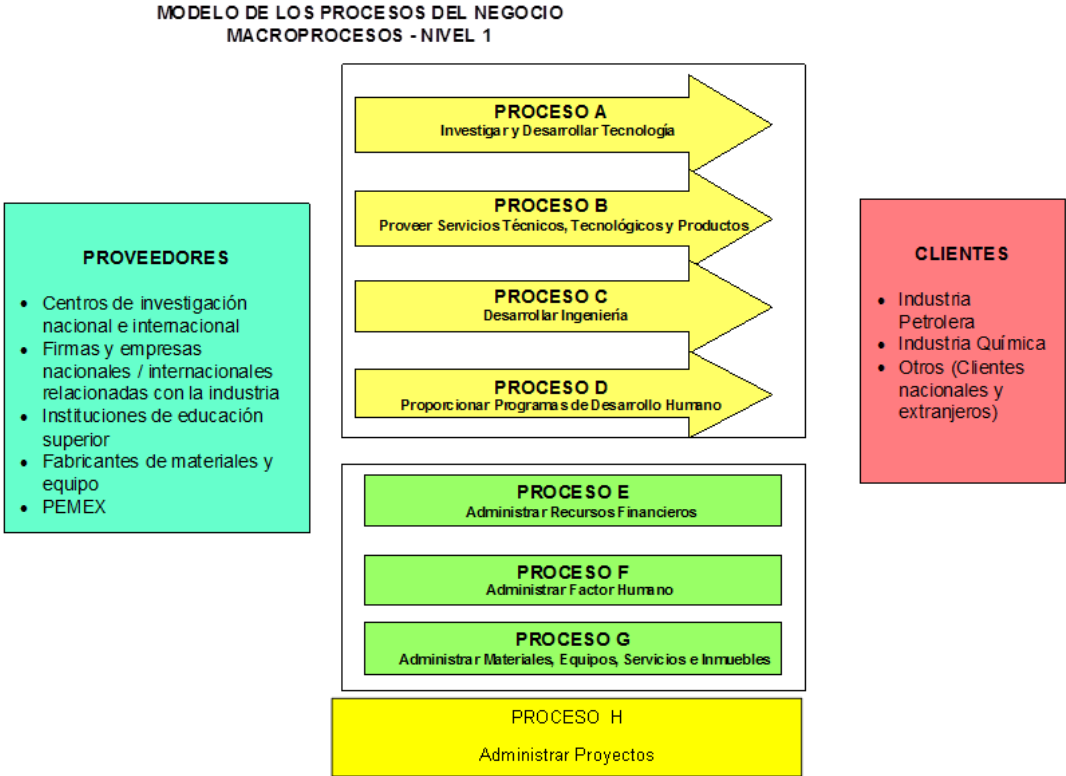 MODELO DE LOS PROCESOS DEL NEGOCIO
MACROPROCESOS - NIVEL 1
PROVEEDORES
• Centros de investigación
nacional e internacional
• Firmas y empresas
nacionales / internacionales
relacionadas con la industria
• Instituciones de educación
superior
• Fabricantes de materiales y
equipo
• PEMEX
PROCESO A
Investigar y Desarrollar Tecnología
PROCESO B
Proveer Servicios Técnicos, Tecnológicos y Productos
PROCESO C
Desarrollar Ingeniería
PROCESO D
Proporcionar Programas de Desarrollo Humano
PROCESO E
Administrar Recursos Financieros
PROCESO F
Administrar Factor Humano
PROCESO G
Administrar Materiales, Equipos, Servicios e Inmuebles
PROCESO H
Administrar Proyectos
CLIENTES
• Industria
Petrolera
• Industria Química
• Otros (Clientes
nacionales y
extranjeros)